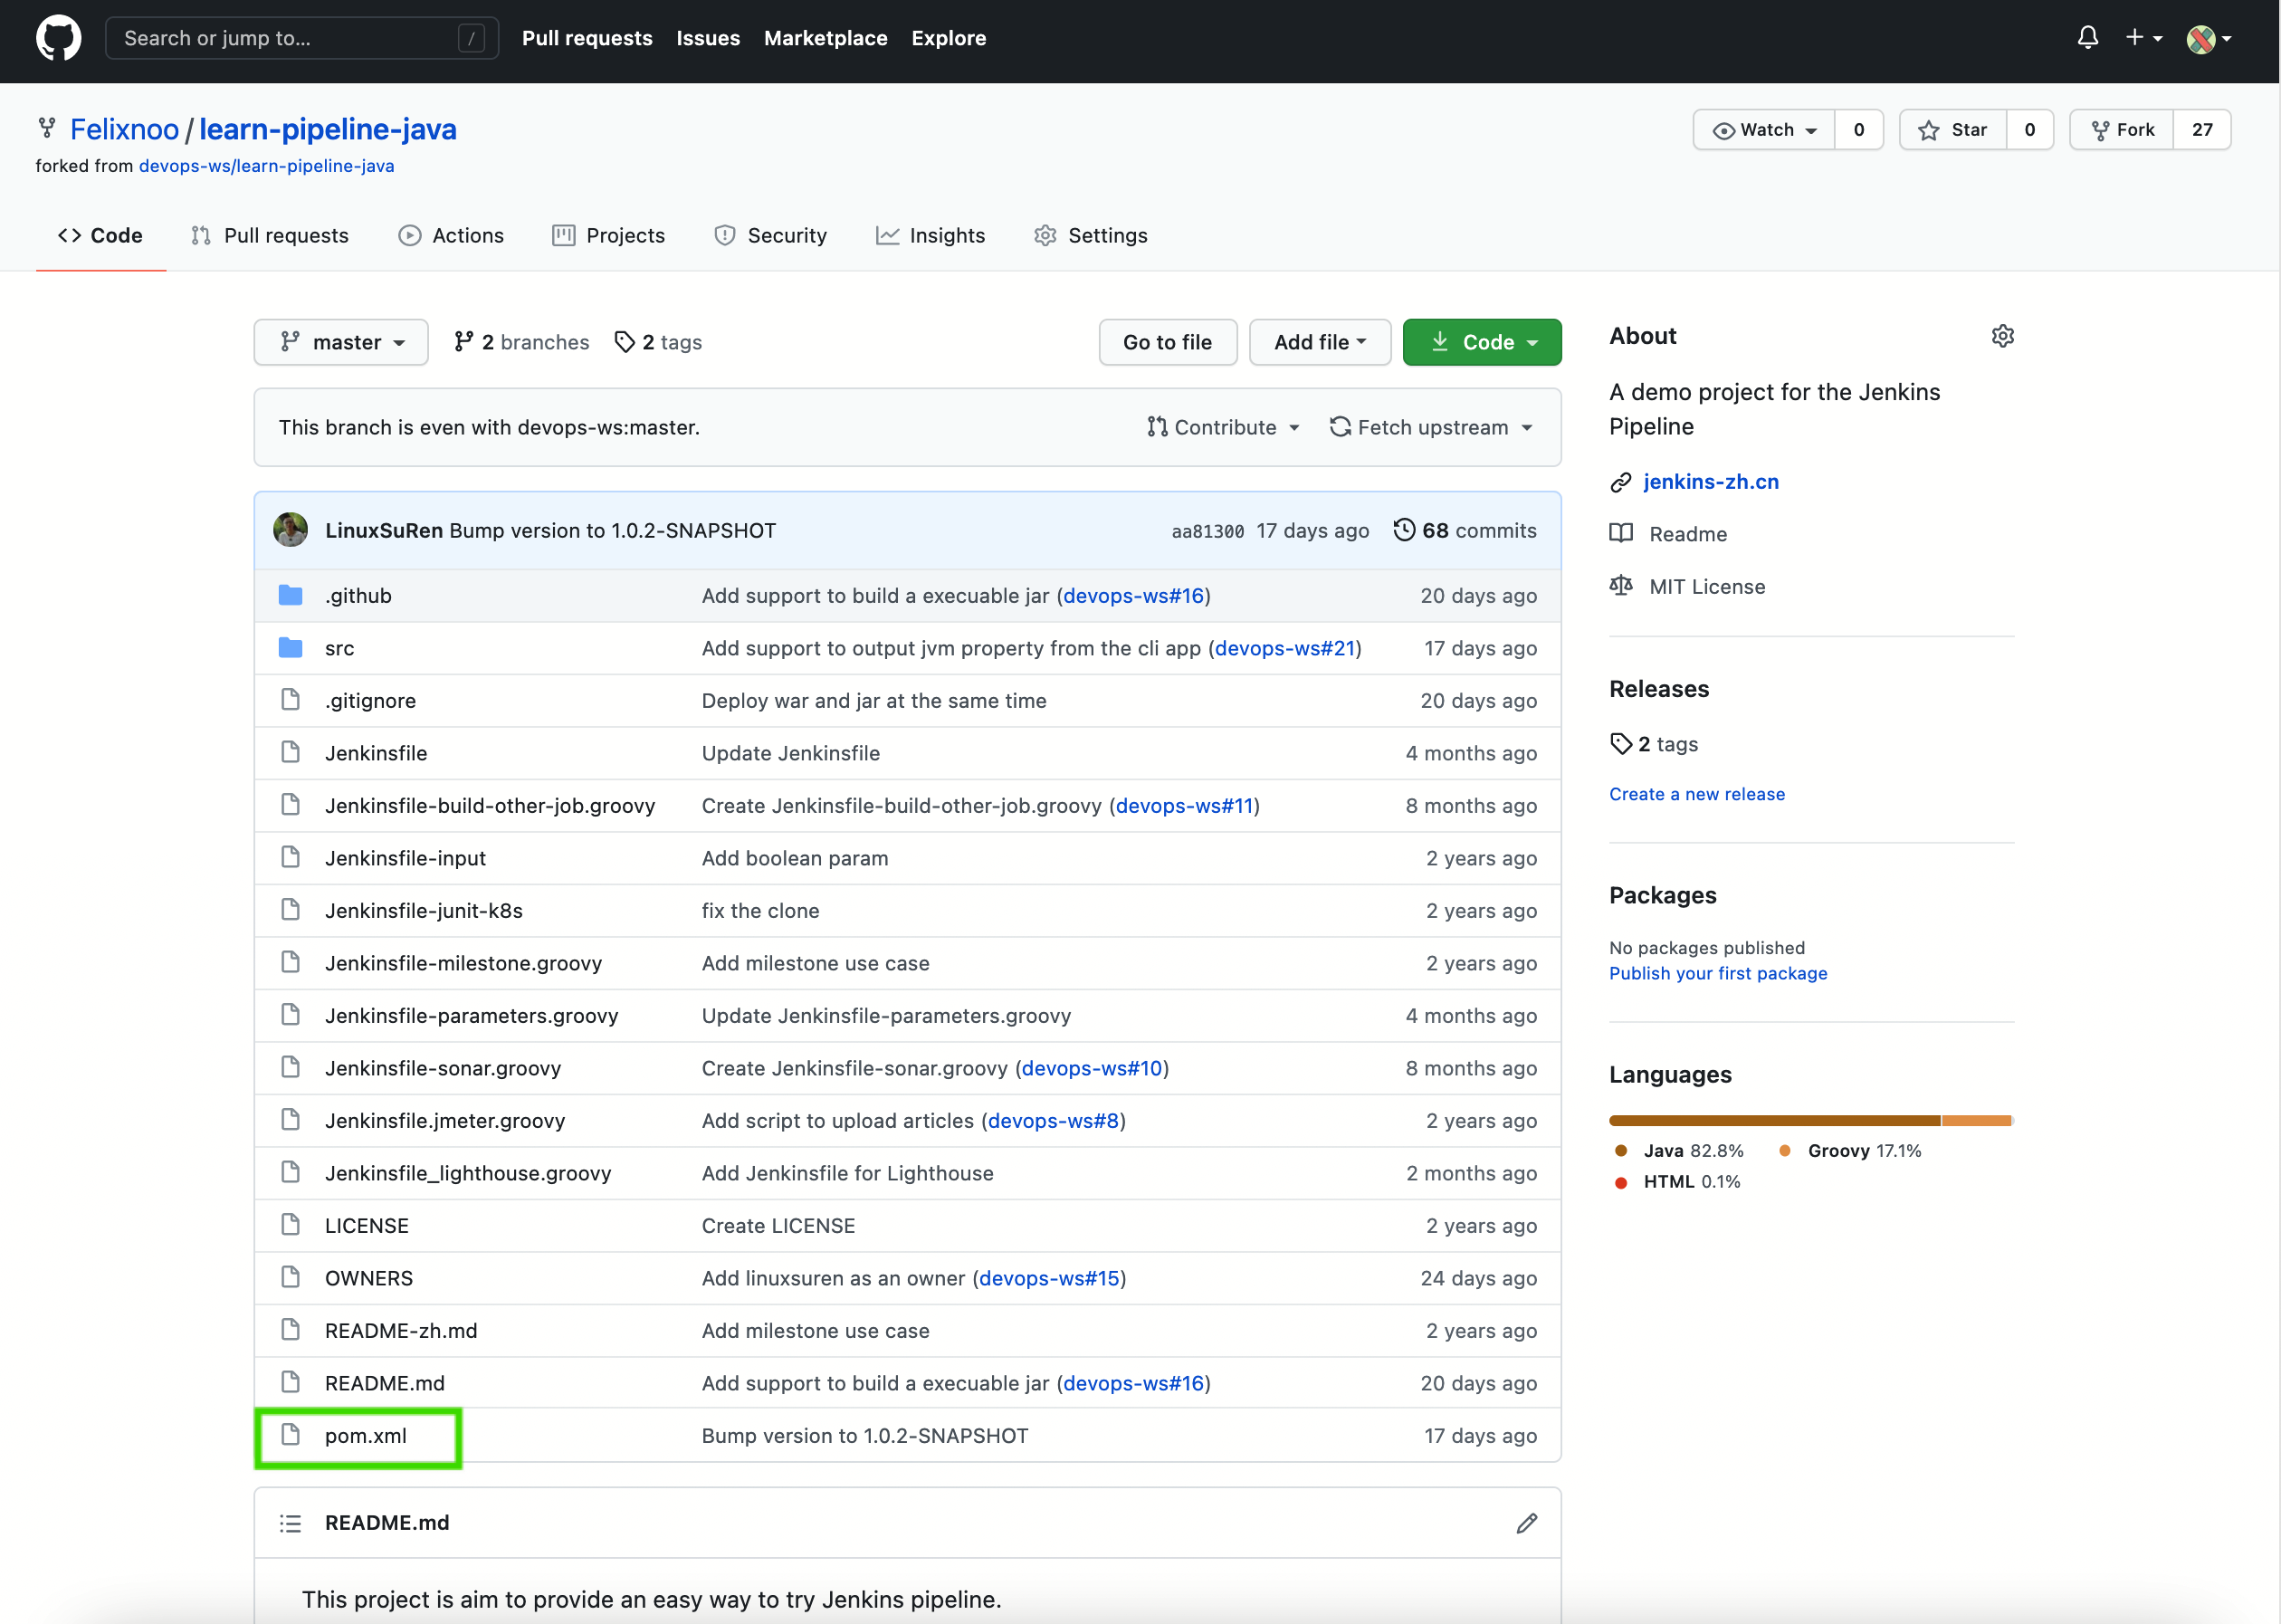 Search or jump to... /
Pull requests Issues Marketplace Explore
Felixnoo / learn-pipeline-java
Watch 0 Star 0 Fork 27
forked from devops-ws/learn-pipeline-java
Code Pull requests Actions Projects Security Insights Settings
master 2 branches 2 tags Go to file Add file Code
This branch is even with devops-ws:master. Contribute Fetch upstream
LinuxSuRen Bump version to 1.0.2-SNAPSHOT aa81300 17 days ago 68 commits
.github Add support to build a execuable jar (devops-ws#16) 20 days ago
src Add support to output jvm property from the cli app (devops-ws#21) 17 days ago
.gitignore Deploy war and jar at the same time 20 days ago
Jenkinsfile Update Jenkinsfile 4 months ago
Jenkinsfile-build-other-job.groovy Create Jenkinsfile-build-other-job.groovy (devops-ws#11) 8 months ago
Jenkinsfile-input Add boolean param 2 years ago
Jenkinsfile-junit-k8s fix the clone 2 years ago
Jenkinsfile-milestone.groovy Add milestone use case 2 years ago
Jenkinsfile-parameters.groovy Update Jenkinsfile-parameters.groovy 4 months ago
Jenkinsfile-sonar.groovy Create Jenkinsfile-sonar.groovy (devops-ws#10) 8 months ago
Jenkinsfile.jmeter.groovy Add script to upload articles (devops-ws#8) 2 years ago
Jenkinsfile_lighthouse.groovy Add Jenkinsfile for Lighthouse 2 months ago
LICENSE Create LICENSE 2 years ago
OWNERS Add linuxsuren as an owner (devops-ws#15) 24 days ago
README-zh.md Add milestone use case 2 years ago
README.md Add support to build a execuable jar (devops-ws#16) 20 days ago
pom.xml Bump version to 1.0.2-SNAPSHOT 17 days ago
README.md
This project is aim to provide an easy way to try Jenkins pipeline.
About
A demo project for the Jenkins
Pipeline
jenkins-zh.cn
Readme
MIT License
Releases
2 tags
Create a new release
Packages
No packages published
Publish your first package
Languages
Java 82.8% Groovy 17.1%
HTML 0.1%